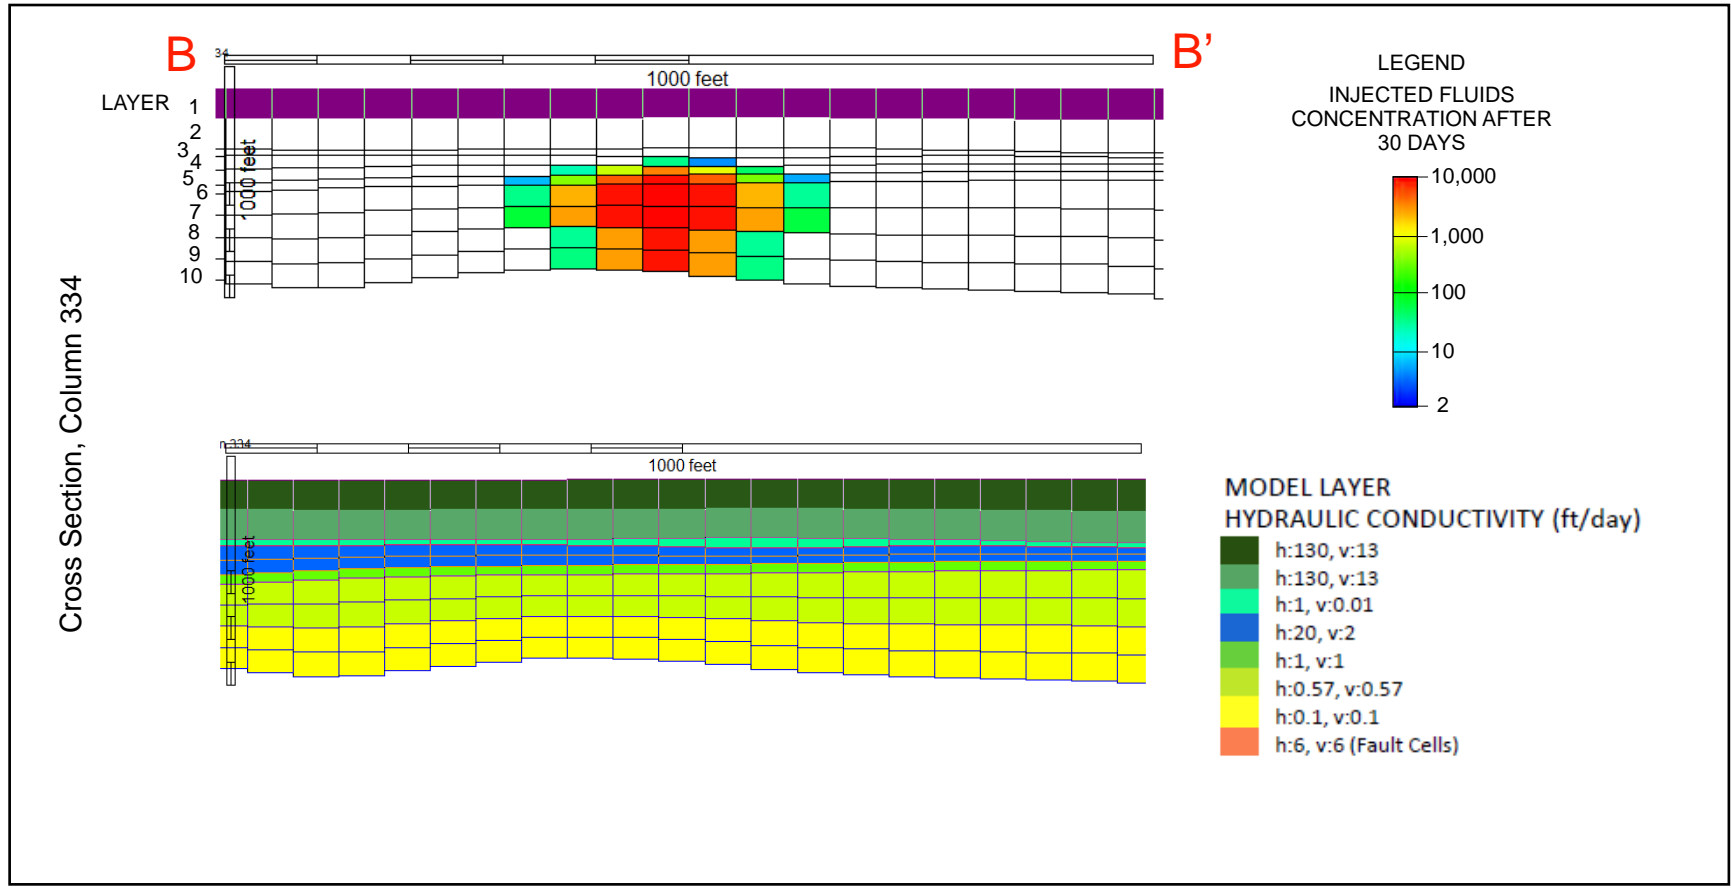 B
B’
34
1000 feet
LAYER
1
2
3
4
5
6
7
8
9
10
1000 feet
LEGEND
INJECTED FLUIDS
CONCENTRATION AFTER
30 DAYS
10,000
1,000
100
10
2
Cross Section, Column 334
n 334
1000 feet
1000 feet
MODEL LAYER
HYDRAULIC CONDUCTIVITY (ft/day)
h:130, v:13
h:130, v:13
h:1, v:0.01
h:20, v:2
h:1, v:1
h:0.57, v:0.57
h:0.1, v:0.1
h:6, v:6 (Fault Cells)